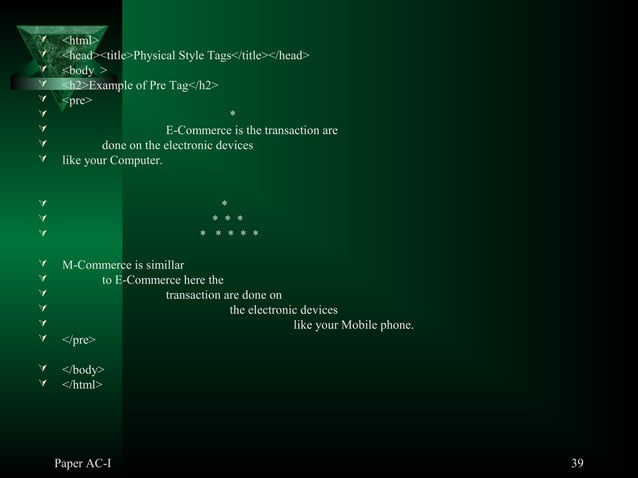 <html>
<head><title>Physical Style Tags</title></head>
<body >
<h2>Example of Pre Tag</h2>
<pre>
*
E-Commerce is the transaction are
done on the electronic devices
like your Computer.
*
* * *
* * * * *
M-Commerce is simillar
to E-Commerce here the
transaction are done on
the electronic devices
like your Mobile phone.
</pre>
</body>
</html>
Paper AC-I 39